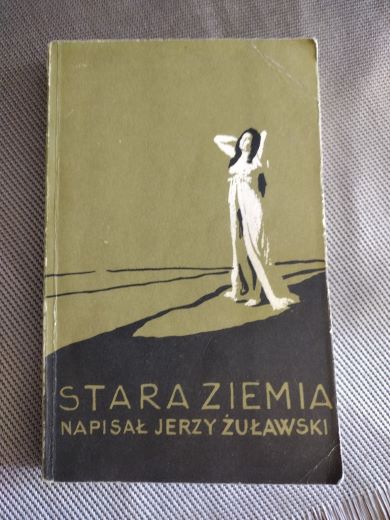 STARA ZIEMIA
NAPISAŁ JERZY ŻUŁAWSKI